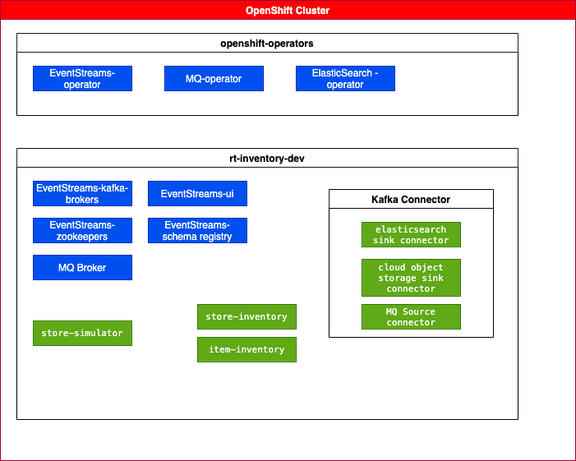 OpenShift Cluster
openshift-operators
EventStreams-
operator
MQ-operator
ElasticSearch -
operator
rt-inventory-dev
EventStreams-kafka-
brokers
EventStreams-ui
EventStreams-
zookeepers
EventStreams-
schema registry
MQ Broker
Kafka Connector
elasticsearch
sink connector
cloud object
storage sink
connector
MQ Source
connector
store-simulator
store-inventory
item-inventory